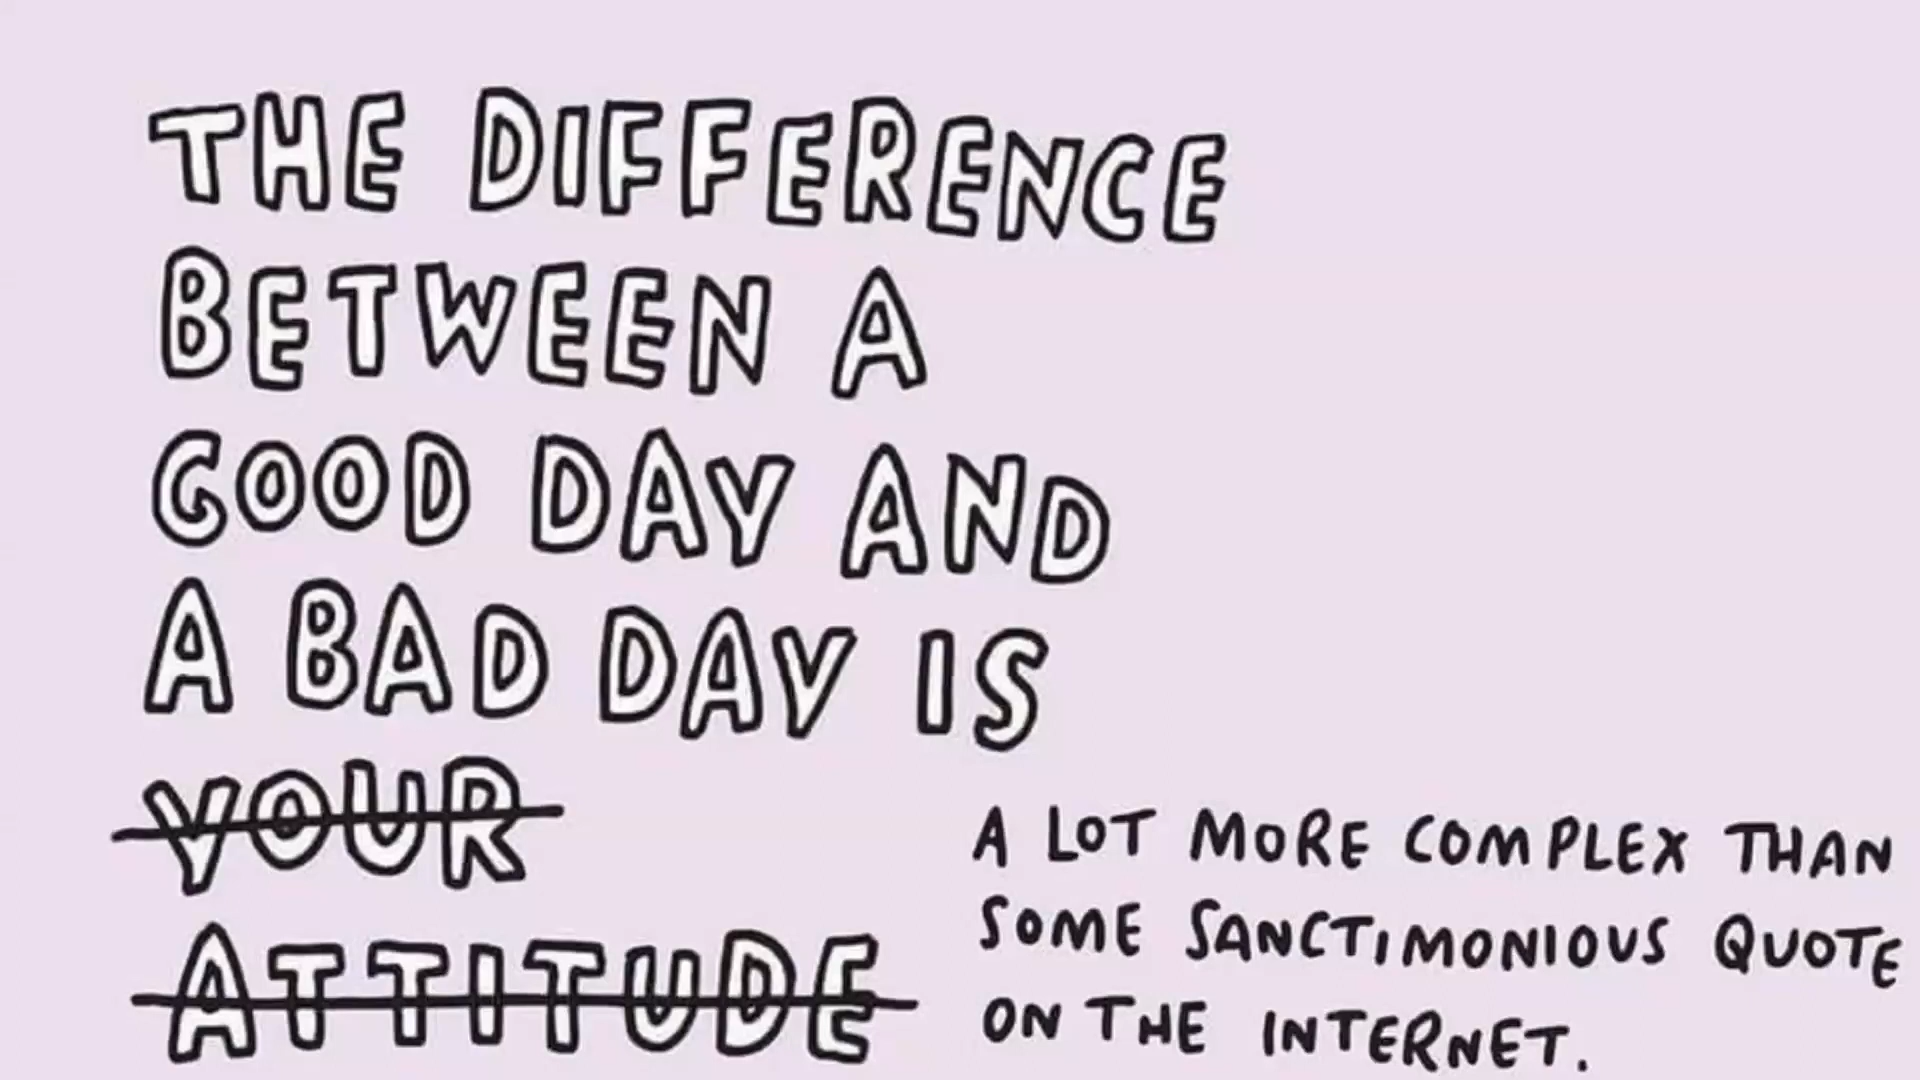 THE DIFFERENCE
BETWEEN A
GOOD DAY AND
A BAD DAY IS
YOUR
ATTITUDE
A LOT MORE COMPLEX THAN
SOME SANCTIMONIOUS QUOTE
ON THE INTERNET.